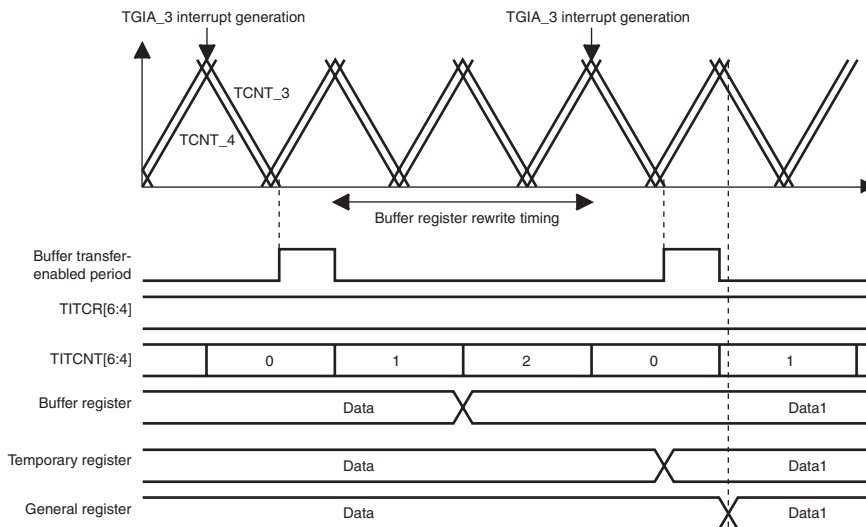 TGIA_3 interrupt generation
TGIA_3 interrupt generation
TCNT_3
TCNT_4
Buffer register rewrite timing
Buffer transfer-
enabled period
TITCR[6:4]
TITCNT[6:4]
0
1
2
0
1
Buffer register
Data
Data1
Temporary register
Data
Data1
General register
Data
Data1